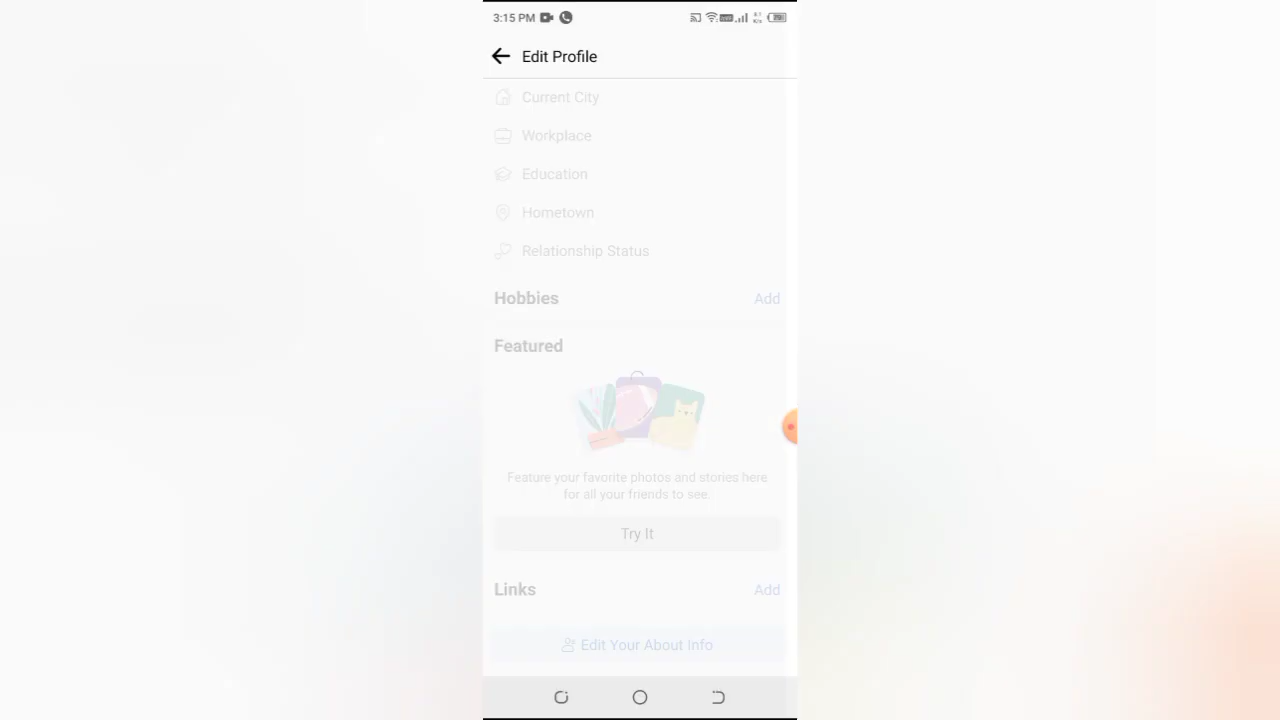 3:15 PM
Edit Profile
Current City
Workplace
Education
Hometown
Relationship Status
Hobbies
Add
Featured
Feature your favorite photos and stories here
for all your friends to see.
Try It
Links
Add
Edit Your About Info